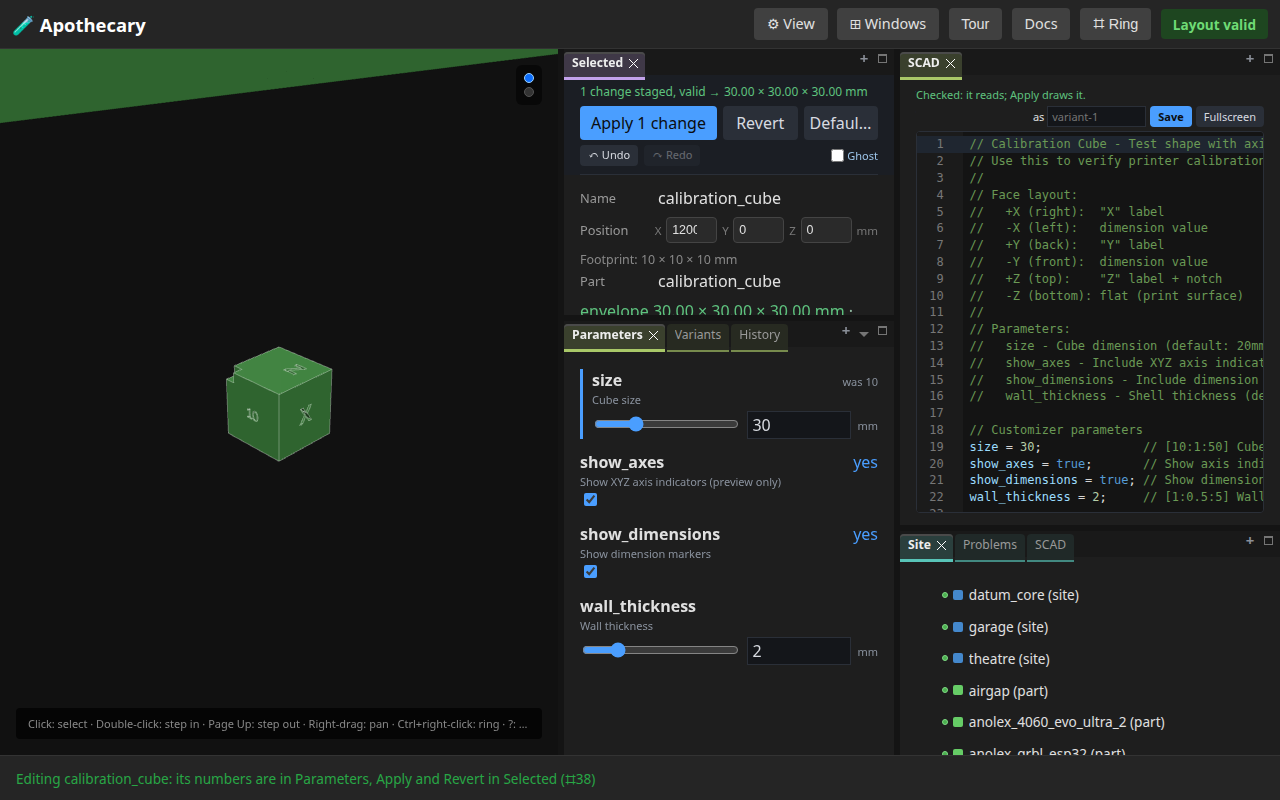 🧪 Apothecary
⚙ View
⊞ Windows
Tour
Docs
⌗ Ring
Layout valid
10
X
Click: select · Double-click: step in · Page Up: step out · Right-drag: pan · Ctrl+right-click: ring · ?: ...
Selected
1 change staged, valid → 30.00 × 30.00 × 30.00 mm
Apply 1 change
Revert
Defaul...
↶ Undo
↷ Redo
Ghost
Name calibration_cube
Position X 1200 Y 0 Z 0 mm
Footprint: 10 × 10 × 10 mm
Part calibration_cube
envelope 30.00 × 30.00 × 30.00 mm ·
Parameters
Variants
History
size was 10
Cube size
30 mm
show_axes yes
Show XYZ axis indicators (preview only)
show_dimensions yes
Show dimension markers
wall_thickness
Wall thickness
2 mm
SCAD
Checked: it reads; Apply draws it.
as variant-1 Save Fullscreen
1 // Calibration Cube - Test shape with axi
2 // Use this to verify printer calibration
3 //
4 // Face layout:
5 //   +X (right):  "X" label
6 //   -X (left):   dimension value
7 //   +Y (back):   "Y" label
8 //   -Y (front):  dimension value
9 //   +Z (top):    "Z" label + notch
10 //   -Z (bottom): flat (print surface)
11 //
12 // Parameters:
13 //   size - Cube dimension (default: 20mm
14 //   show_axes - Include XYZ axis indicat
15 //   show_dimensions - Include dimension
16 //   wall_thickness - Shell thickness (de
17
18 // Customizer parameters
19 size = 30;              // [10:1:50] Cube
20 show_axes = true;       // Show axis indi
21 show_dimensions = true; // Show dimension
22 wall_thickness = 2;     // [1:0.5:5] Wall
Site
Problems
SCAD
datum_core (site)
garage (site)
theatre (site)
airgap (part)
anolex_4060_evo_ultra_2 (part)
anolex_grbl_esp32 (part)
Editing calibration_cube: its numbers are in Parameters, Apply and Revert in Selected (⌗38)